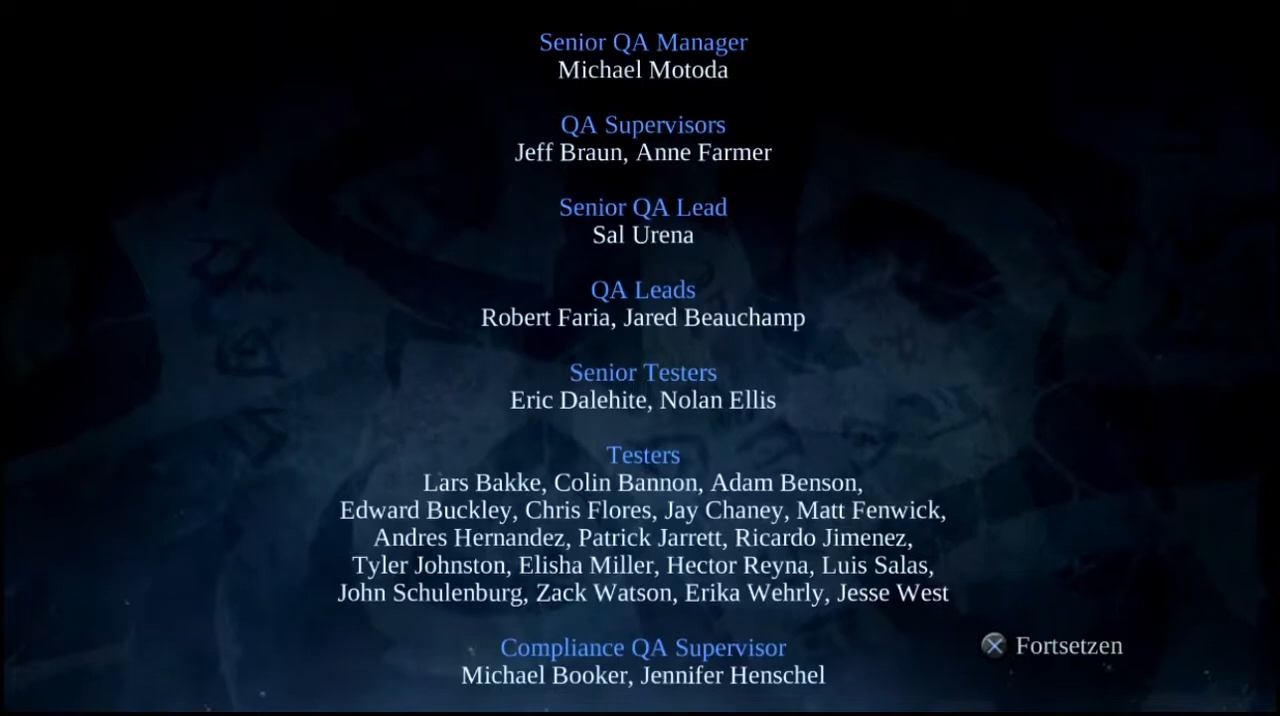 Senior QA Manager
Michael Motoda
QA Supervisors
Jeff Braun, Anne Farmer
Senior QA Lead
Sal Urena
QA Leads
Robert Faria, Jared Beauchamp
Senior Testers
Eric Dalehite, Nolan Ellis
Testers
Lars Bakke, Colin Bannon, Adam Benson,
Edward Buckley, Chris Flores, Jay Chaney, Matt Fenwick,
Andres Hernandez, Patrick Jarrett, Ricardo Jimenez,
Tyler Johnston, Elisha Miller, Hector Reyna, Luis Salas,
John Schulenburg, Zack Watson, Erika Wehrly, Jesse West
Compliance QA Supervisor
Michael Booker, Jennifer Henschel
Fortsetzen